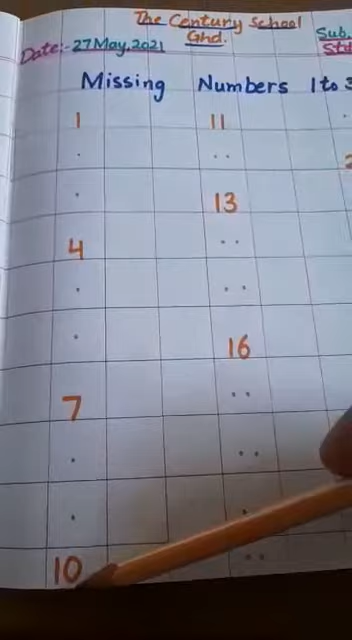 The Century School
Ghd.
Sub.
Date:- 27 May, 2021
Missing Numbers 1 to 3
1 11
. ..
. 13
4 ..
. ..
. 16
7 ..
. ..
. .
10 ..